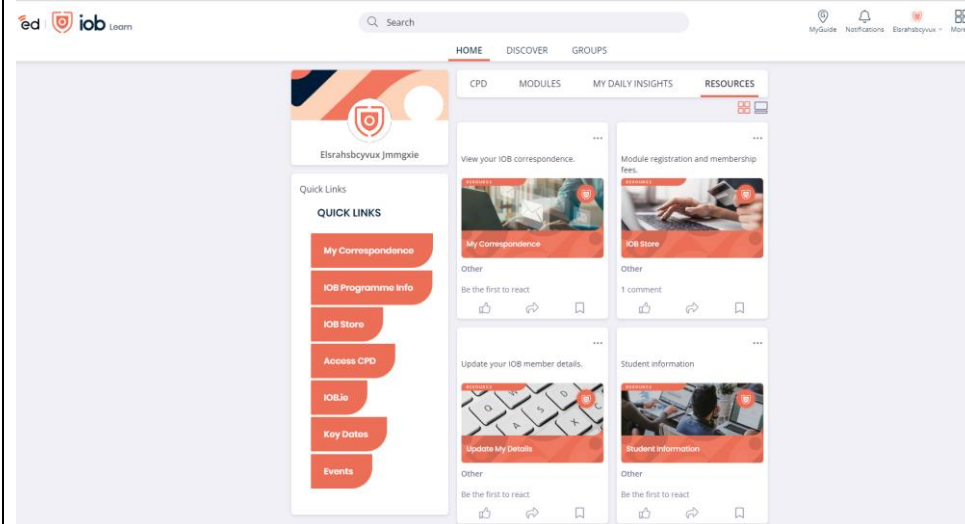 ed iob Learn
Search
MyGuide Notifications Elsrahsbcyvux More
HOME DISCOVER GROUPS
Elsrahsbcyvux Jmmgxie
Quick Links
QUICK LINKS
My Correspondence
IOB Programme Info
IOB Store
Access CPD
IOB.ie
Key Dates
Events
CPD MODULES MY DAILY INSIGHTS RESOURCES
View your IOB correspondence.
RESOURCES
My Correspondence
Other
Be the first to react
Module registration and membership
fees.
RESOURCES
IOB Store
Other
1 comment
Update your IOB member details.
RESOURCES
Update My Details
Other
Be the first to react
Student information
RESOURCES
Student Information
Other
Be the first to react